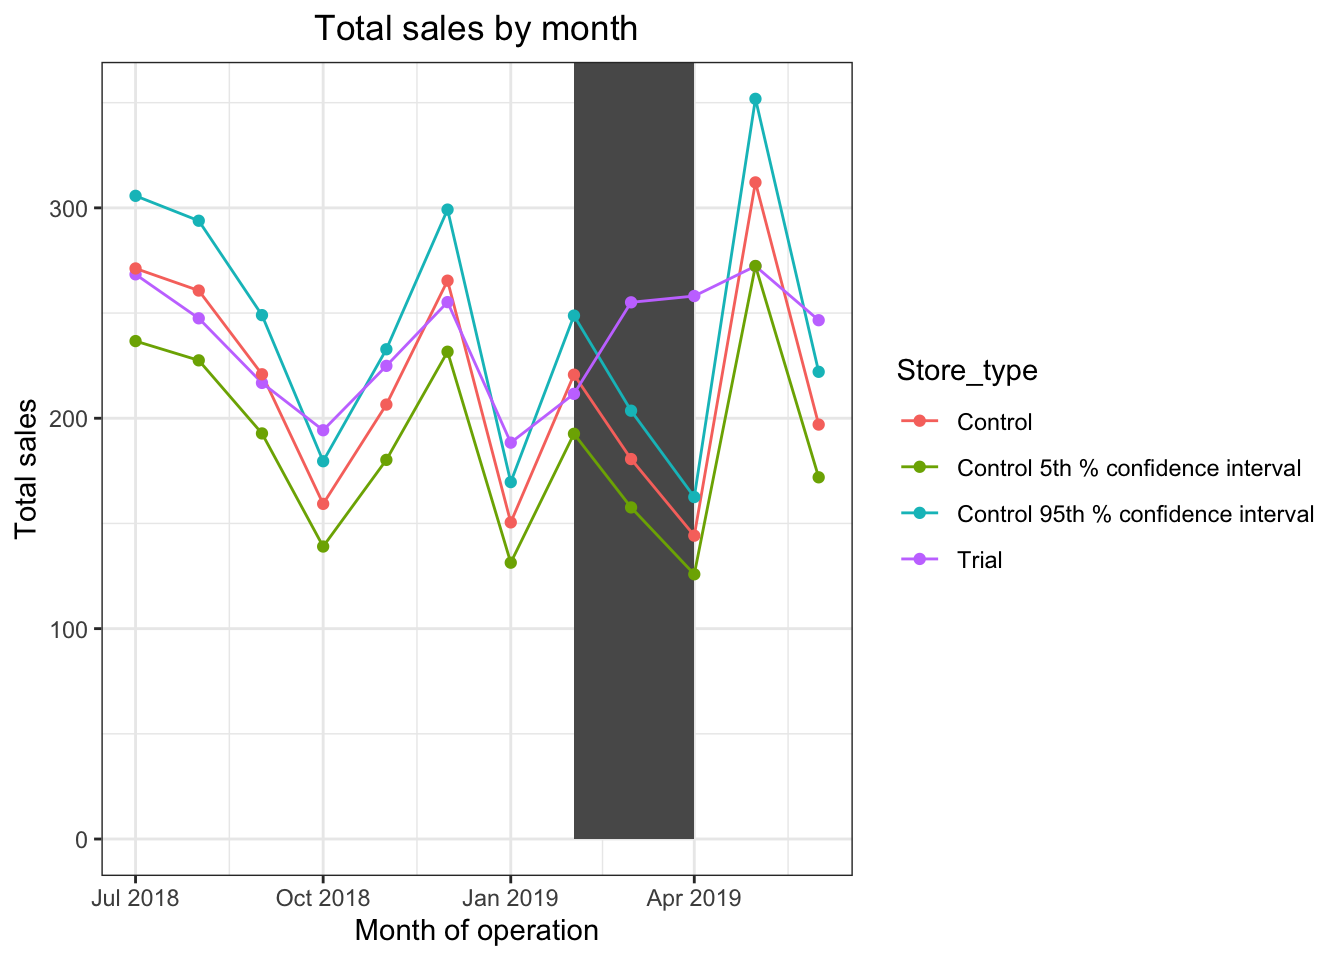 Total sales by month
Total sales
300
200
100
0
Jul 2018
Oct 2018
Jan 2019
Apr 2019
Month of operation
Store_type
Control
Control 5th % confidence interval
Control 95th % confidence interval
Trial